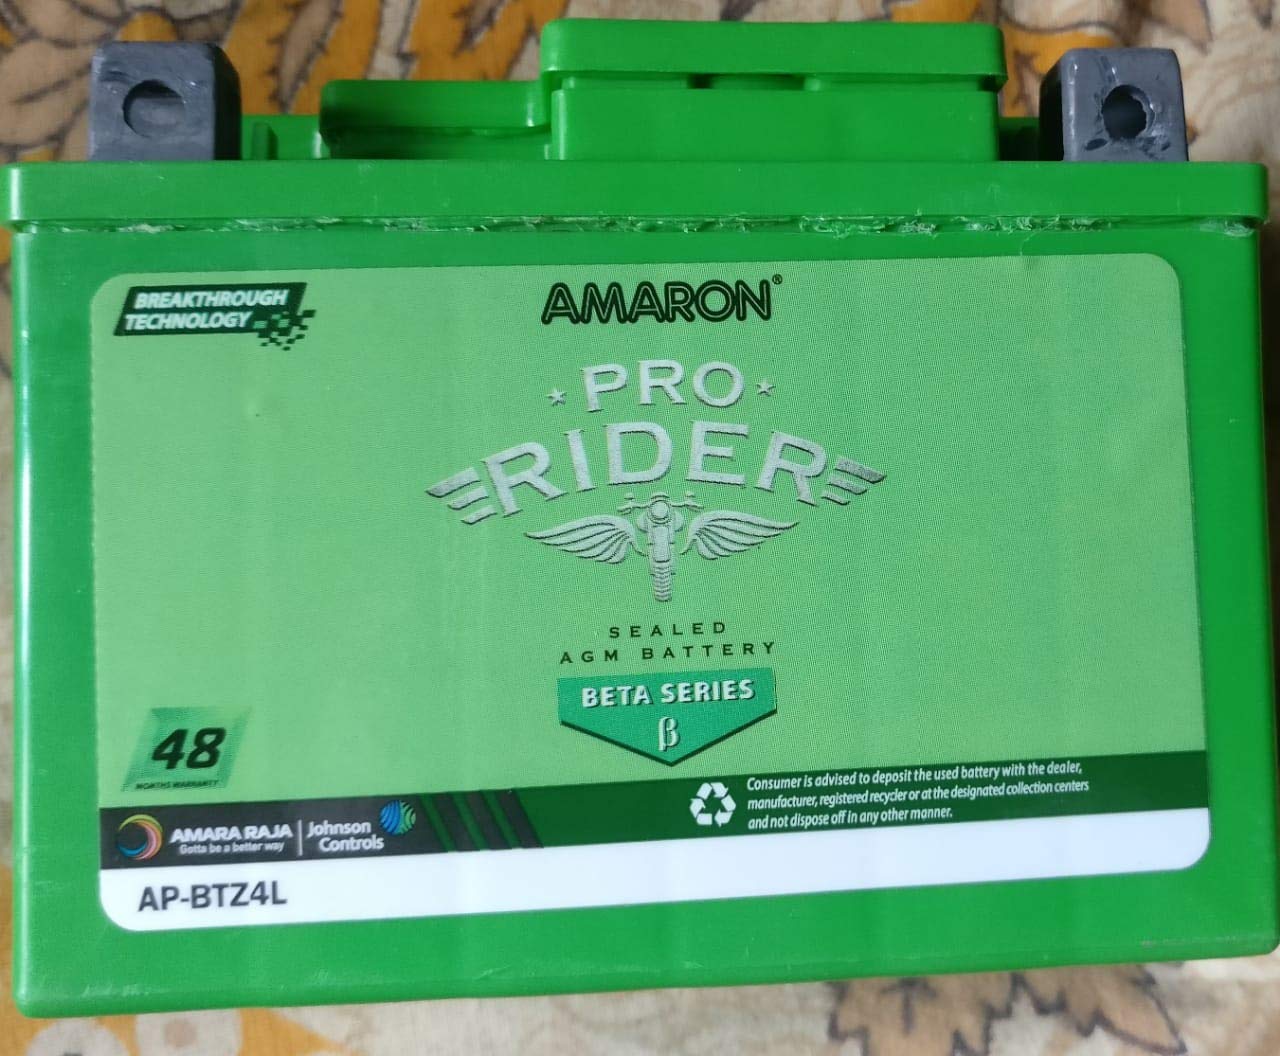 BREAKTHROUGH
TECHNOLOGY
AMARON®
PRO
RIDER
SEALED
AGM BATTERY
BETA SERIES
β
48
MONTHS WARRANTY
AMARA RAJA
Gotta be a better way
Johnson
Controls
Consumer is advised to deposit the used battery with the dealer,
manufacturer, registered recycler or at the designated collection centers
and not dispose off in any other manner.
AP-BTZ4L